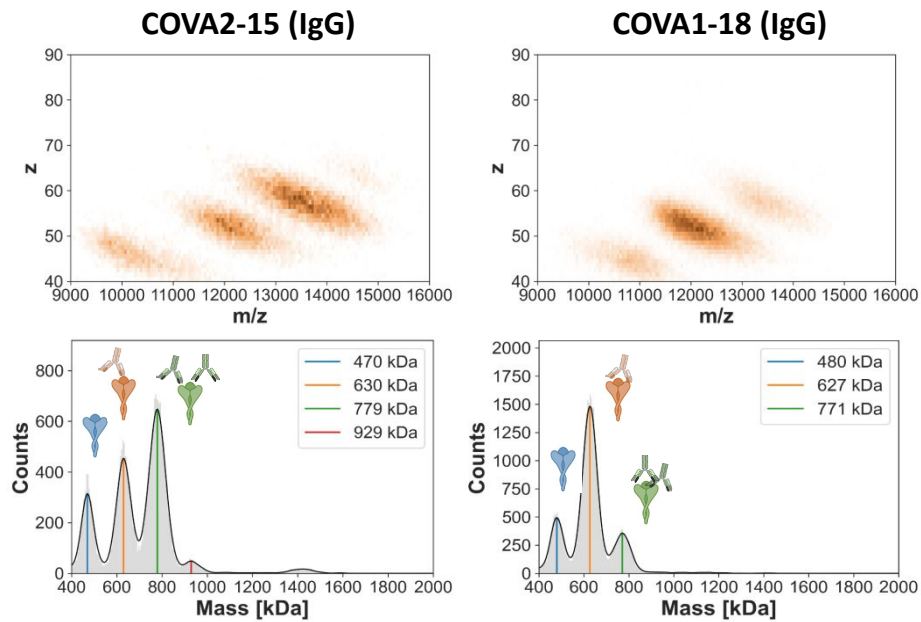 COVA2-15 (IgG)
COVA1-18 (IgG)
90
80
70
60
50
40
z
9000 10000 11000 12000 13000 14000 15000 16000
m/z
90
80
70
60
50
40
z
9000 10000 11000 12000 13000 14000 15000 16000
m/z
800
600
400
200
0
Counts
470 kDa
630 kDa
779 kDa
929 kDa
400 600 800 1000 1200 1400 1600 1800 2000
Mass [kDa]
2000
1750
1500
1250
1000
750
500
250
0
Counts
480 kDa
627 kDa
771 kDa
400 600 800 1000 1200 1400 1600 1800 2000
Mass [kDa]